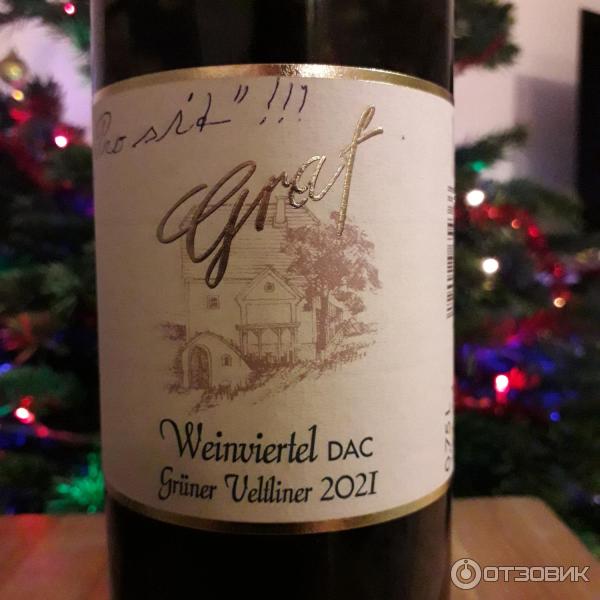 Prosit" !!!
Graf
Weinviertel DAC
Grüner Veltliner 2021
0,75L
ОТЗОВИК